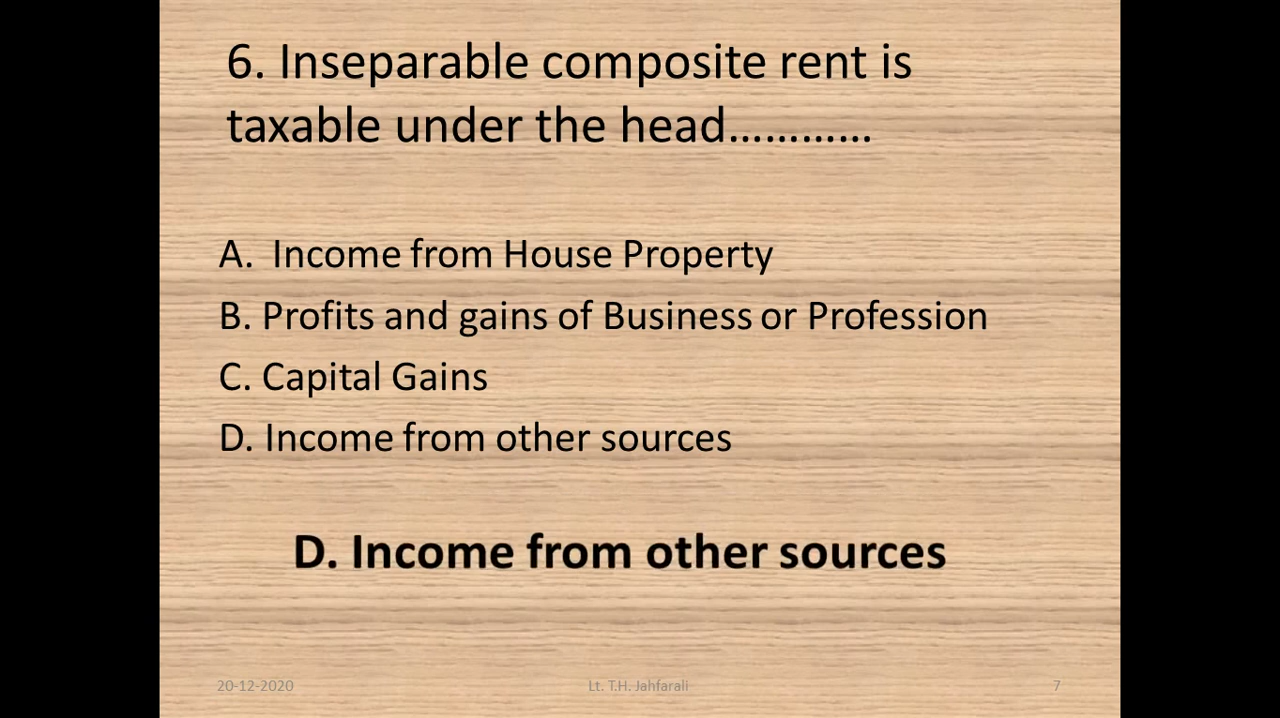 6. Inseparable composite rent is
taxable under the head…………
A. Income from House Property
B. Profits and gains of Business or Profession
C. Capital Gains
D. Income from other sources
D. Income from other sources
20-12-2020
Lt. T.H. Jahfarali
7